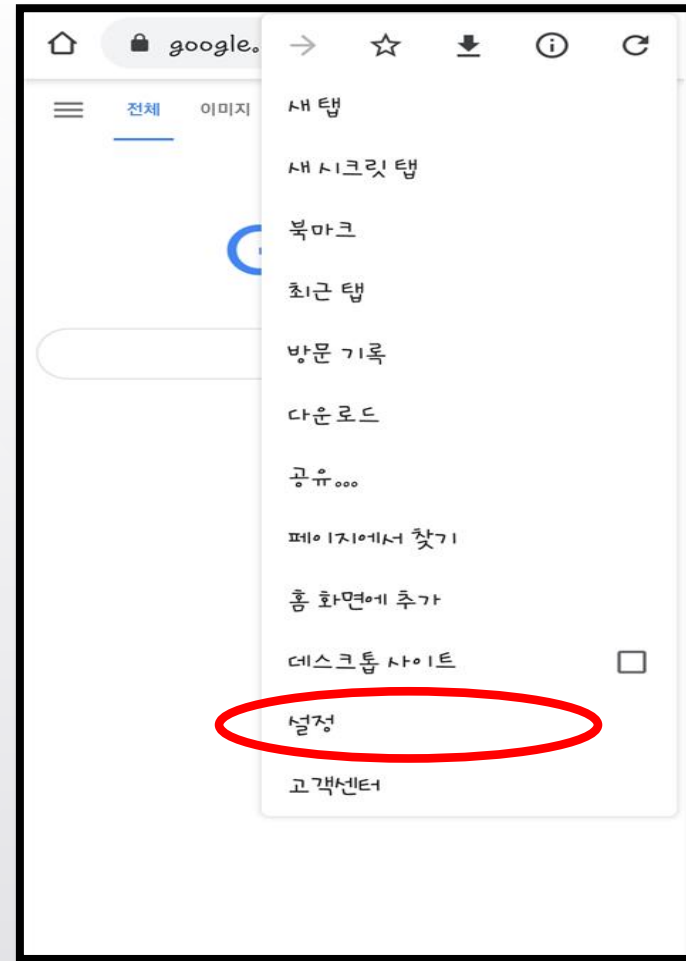 google.
전체 이미지
새 탭
새 시크릿 탭
북마크
최근 탭
방문 기록
다운로드
공유...
페이지에서 찾기
홈 화면에 추가
데스크톱 사이트
설정
고객센터